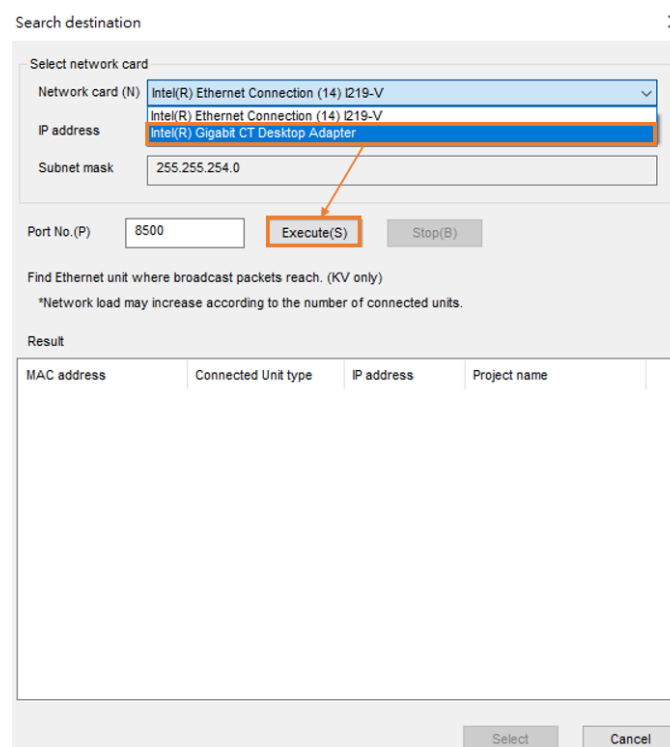 Search destination
Select network card
Network card (N) Intel(R) Ethernet Connection (14) I219-V
Intel(R) Ethernet Connection (14) I219-V
IP address
Intel(R) Gigabit CT Desktop Adapter
Subnet mask 255.255.254.0
Port No.(P) 8500 Execute(S) Stop(B)
Find Ethernet unit where broadcast packets reach. (KV only)
*Network load may increase according to the number of connected units.
Result
MAC address Connected Unit type IP address Project name
Select Cancel